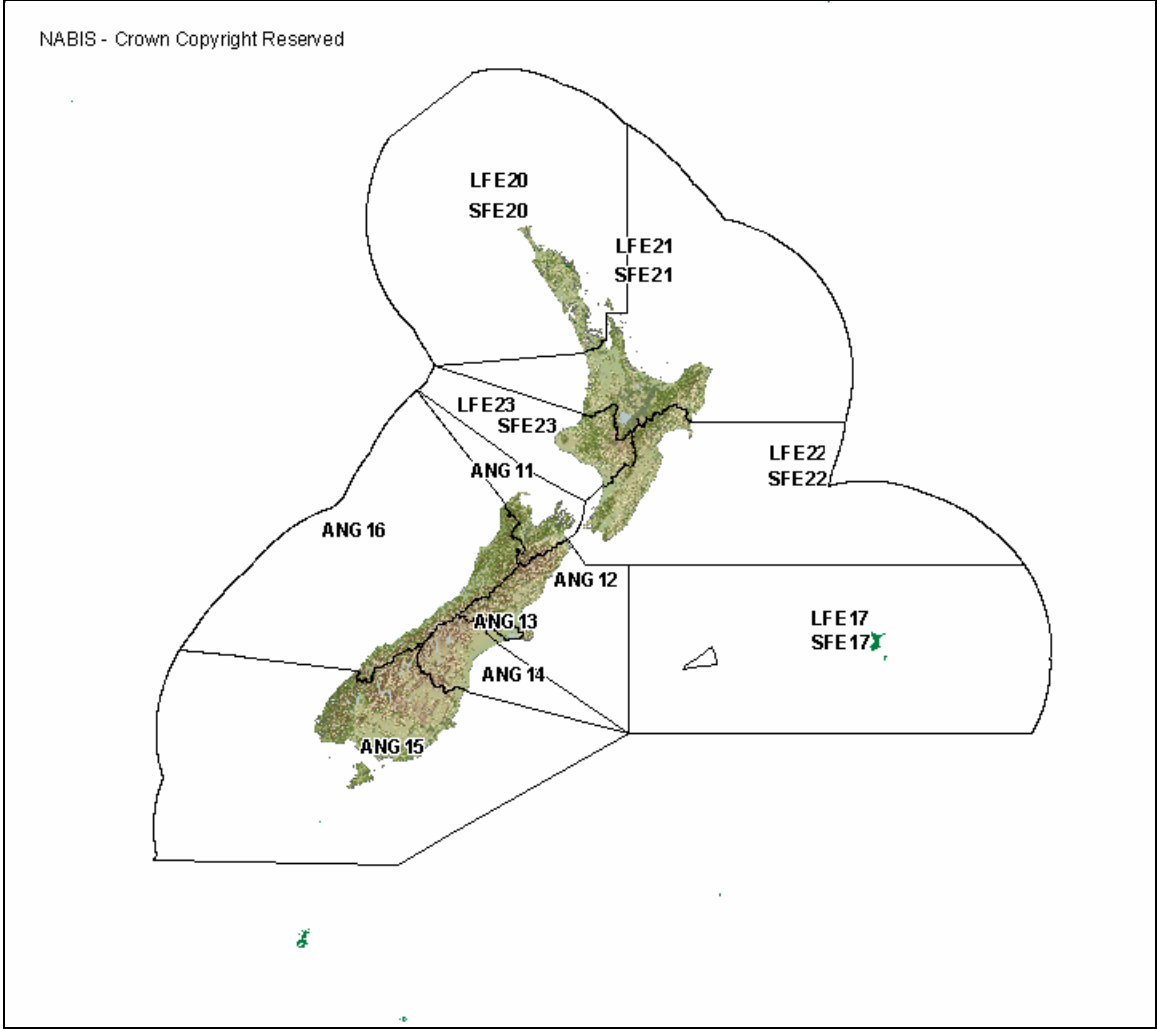 NABIS - Crown Copyright Reserved
LFE20
SFE20
LFE21
SFE21
LFE23
SFE23
LFE22
SFE22
ANG 11
ANG 16
ANG 12
LFE17
SFE17
ANG 13
ANG 14
ANG 15